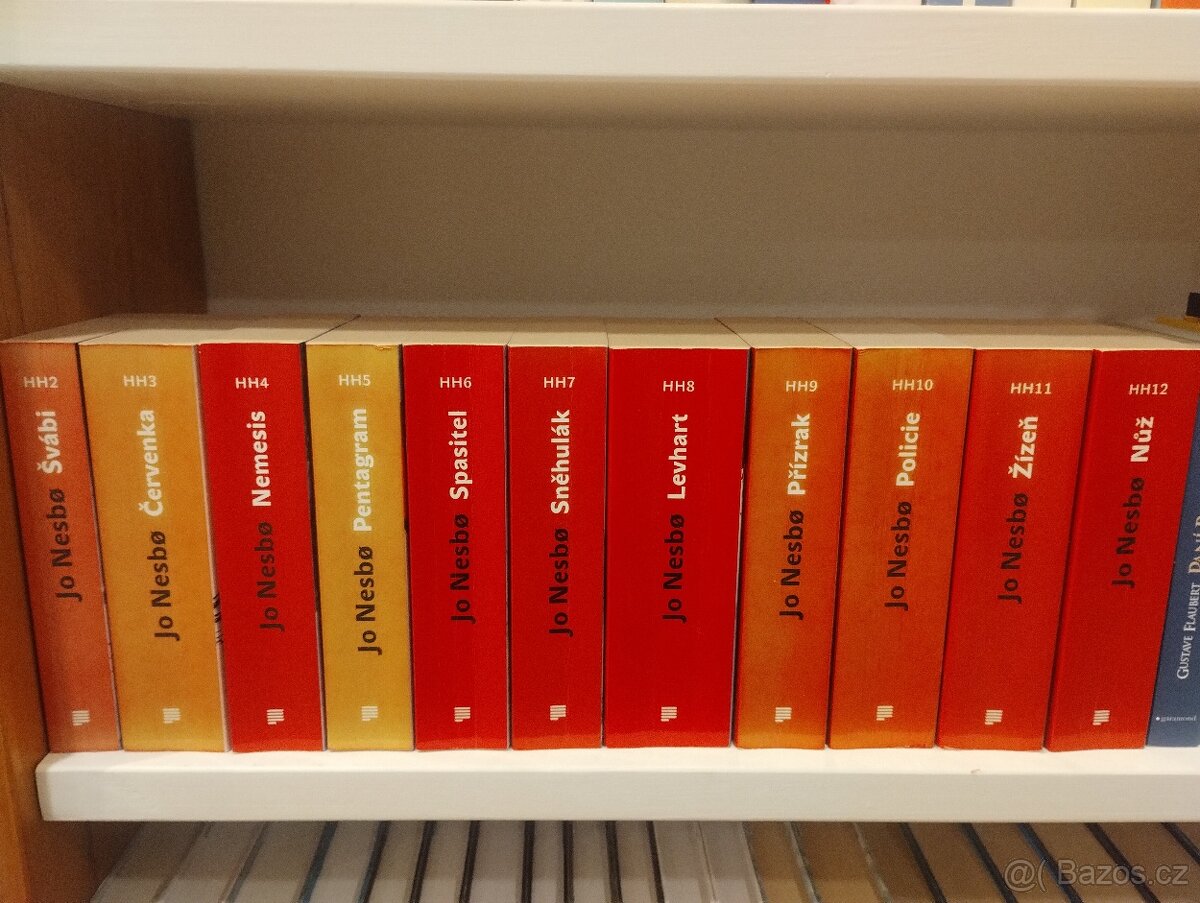 HH2
Jo Nesbø Švábi
HH3
Jo Nesbø Červenka
HH4
Jo Nesbø Nemesis
HH5
Jo Nesbø Pentagram
HH6
Jo Nesbø Spasitel
HH7
Jo Nesbø Sněhulák
HH8
Jo Nesbø Levhart
HH9
Jo Nesbø Přízrak
HH10
Jo Nesbø Policie
HH11
Jo Nesbø Žízeň
HH12
Jo Nesbø Nůž
Gustave Flaubert
@( Bazos.cz